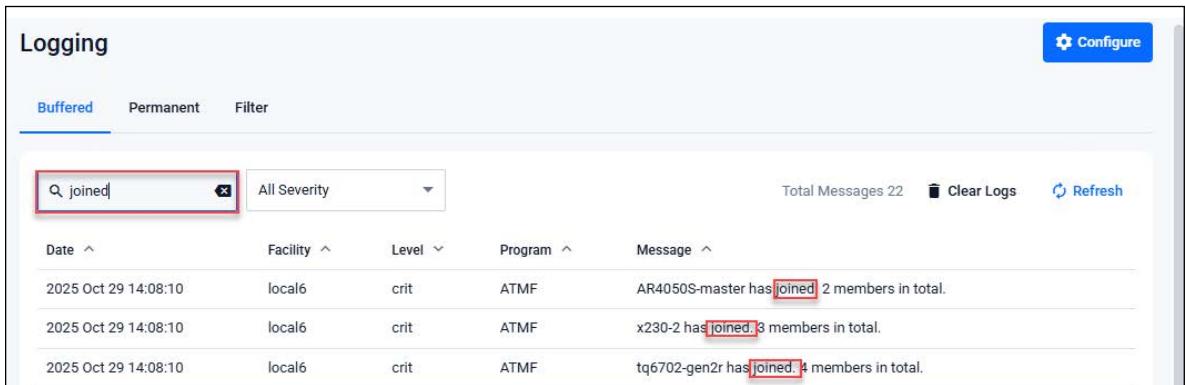 Logging
Configure
Buffered Permanent Filter
joined All Severity Total Messages 22 Clear Logs Refresh
Date Facility Level Program Message
2025 Oct 29 14:08:10 local6 crit ATMF AR4050S-master has joined. 2 members in total.
2025 Oct 29 14:08:10 local6 crit ATMF x230-2 has joined. 3 members in total.
2025 Oct 29 14:08:10 local6 crit ATMF tq6702-gen2r has joined. 4 members in total.